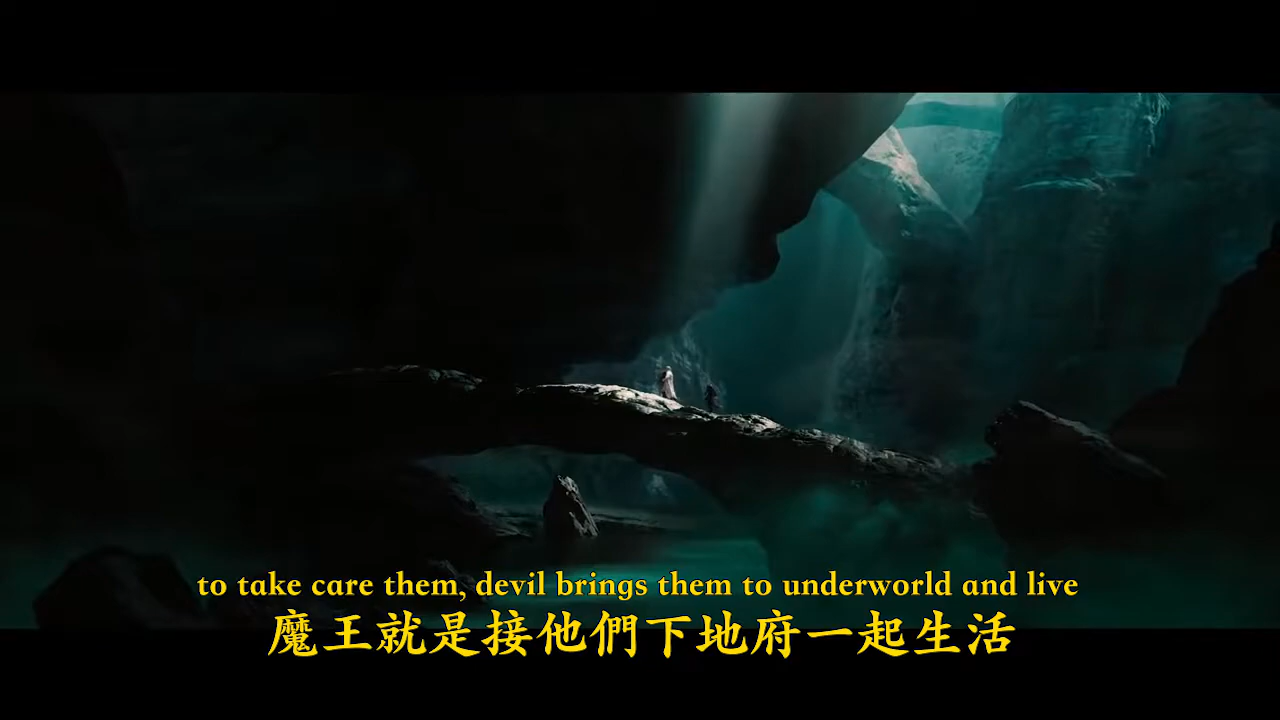 to take care them, devil brings them to underworld and live
魔王就是接他們下地府一起生活